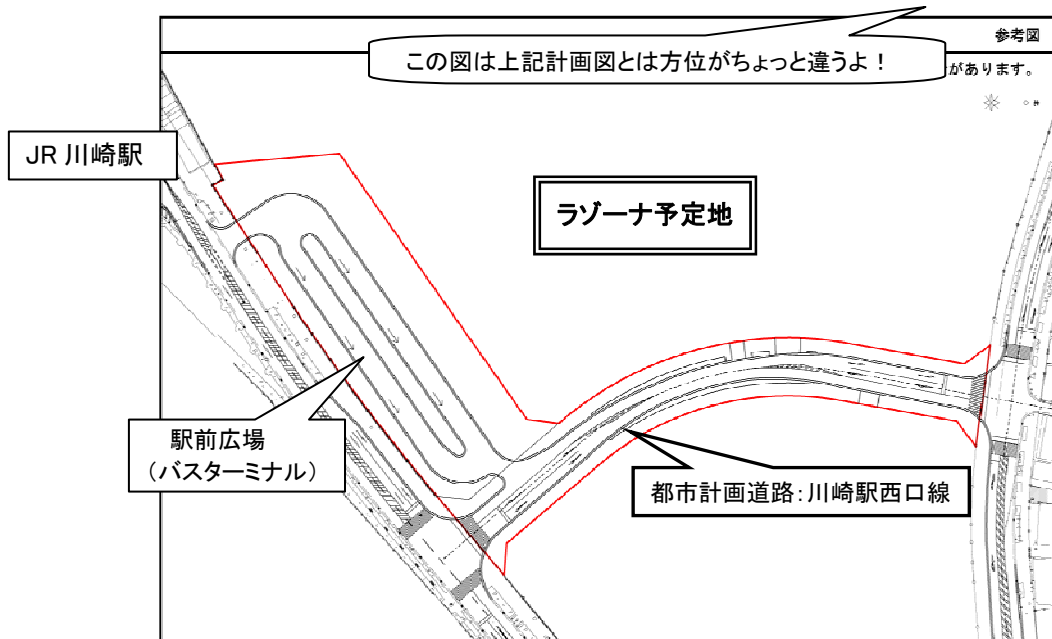 参考図
この図は上記計画図とは方位がちょっと違うよ！
があります。
JR 川崎駅
ラゾーナ予定地
駅前広場
（バスターミナル）
都市計画道路：川崎駅西口線